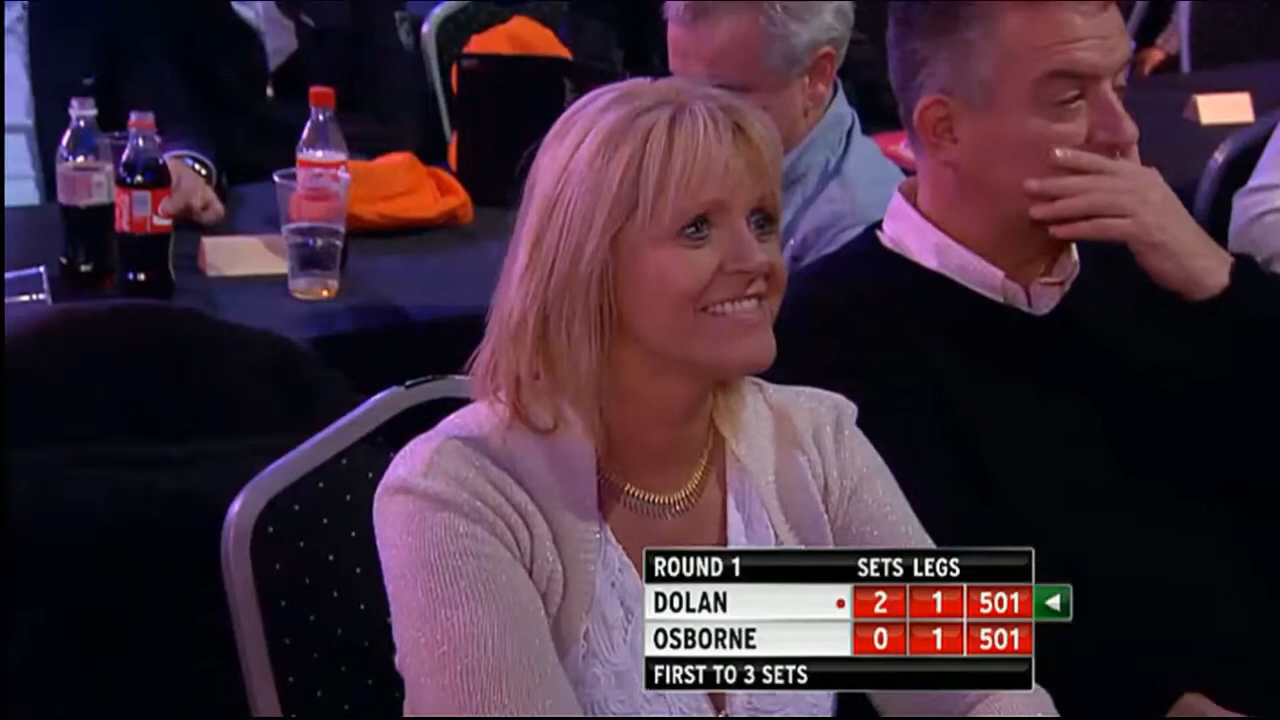 ROUND 1 SETS LEGS
DOLAN 2 1 501
OSBORNE 0 1 501
FIRST TO 3 SETS